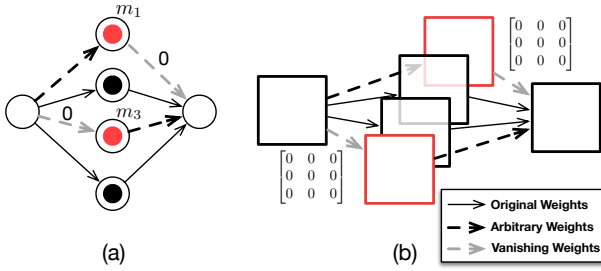 m₁
0
0
m₃
(a)
[0 0 0
0 0 0
0 0 0]
[0 0 0
0 0 0
0 0 0]
(b)
Original Weights
Arbitrary Weights
Vanishing Weights